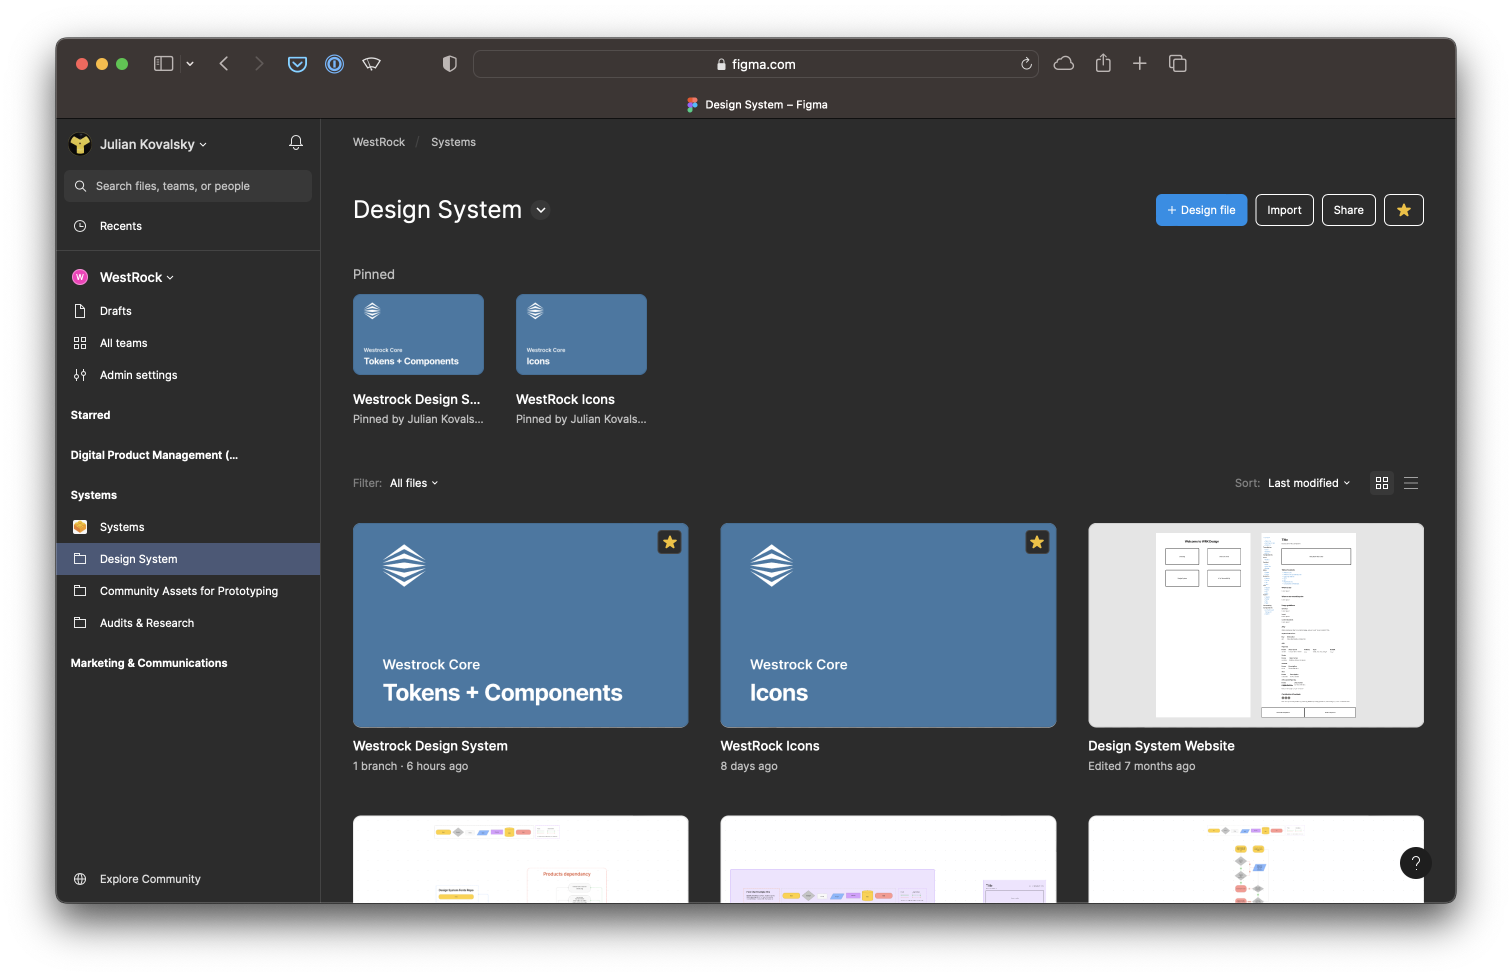 figma.com
Design System – Figma
Julian Kovalsky
Search files, teams, or people
Recents
W
WestRock
Drafts
All teams
Admin settings
Starred
Digital Product Management (...
Systems
Systems
Design System
Community Assets for Prototyping
Audits & Research
Marketing & Communications
Explore Community
WestRock / Systems
Design System
+ Design file
Import
Share
Pinned
Westrock Core
Tokens + Components
Westrock Design S...
Pinned by Julian Kovals...
Westrock Core
Icons
WestRock Icons
Pinned by Julian Kovals...
Filter: All files
Sort: Last modified
Westrock Core
Tokens + Components
Westrock Design System
1 branch · 6 hours ago
Westrock Core
Icons
WestRock Icons
8 days ago
Title
Design System Website
Edited 7 months ago
Products dependency
Title
?